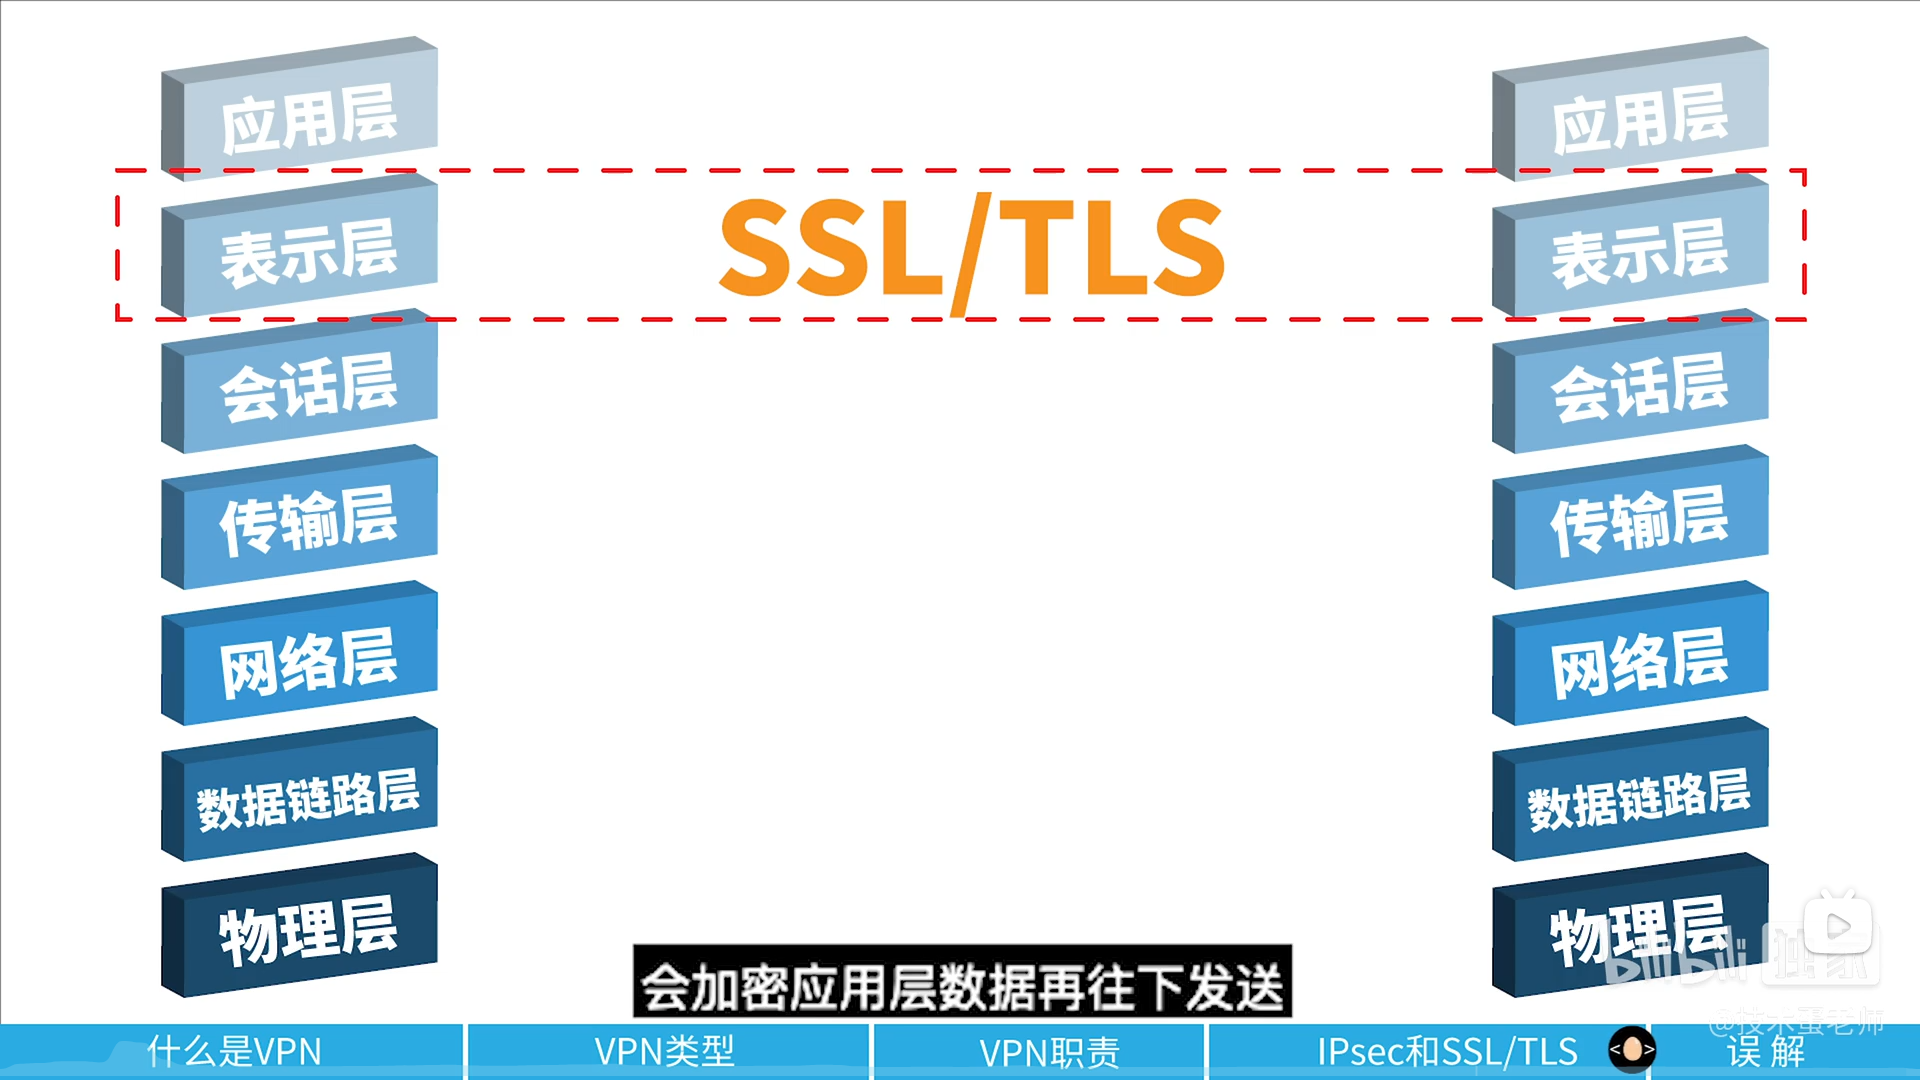 应用层
应用层
表示层
SSL/TLS
表示层
会话层
会话层
传输层
传输层
网络层
网络层
数据链路层
数据链路层
物理层
物理层
bilibili 独家
会加密应用层数据再往下发送
@技术蛋老师
什么是VPN
VPN类型
VPN职责
IPsec和SSL/TLS
误解